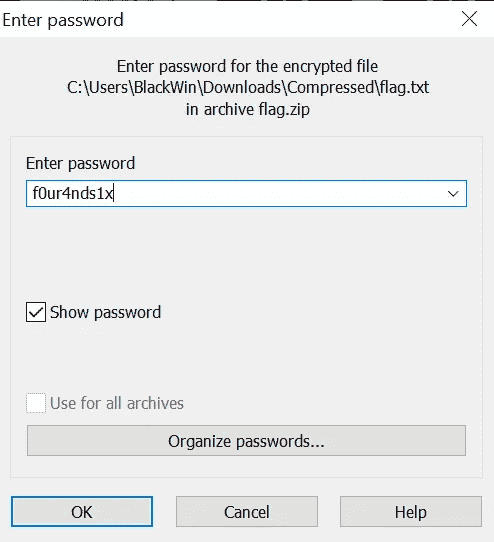 Enter password
Enter password for the encrypted file
C:\Users\BlackWin\Downloads\Compressed\flag.txt
in archive flag.zip
Enter password
f0ur4nds1x
Show password
Use for all archives
Organize passwords...
OK
Cancel
Help